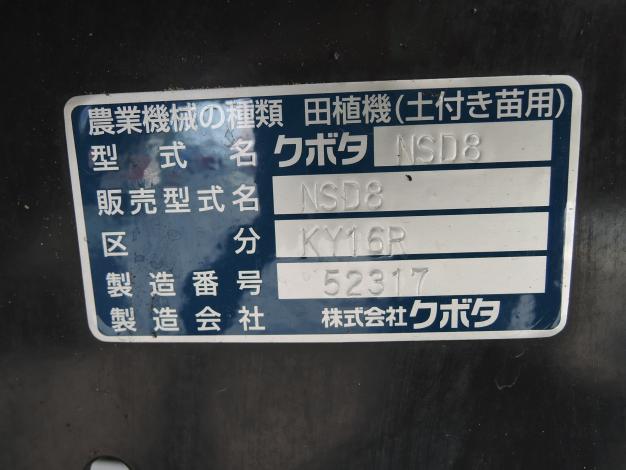 農業機械の種類 田植機(土付き苗用)
型式名 クボタ NSD8
販売型式名 NSD8
区分 KY16R
製造番号 52317
製造会社 株式会社クボタ